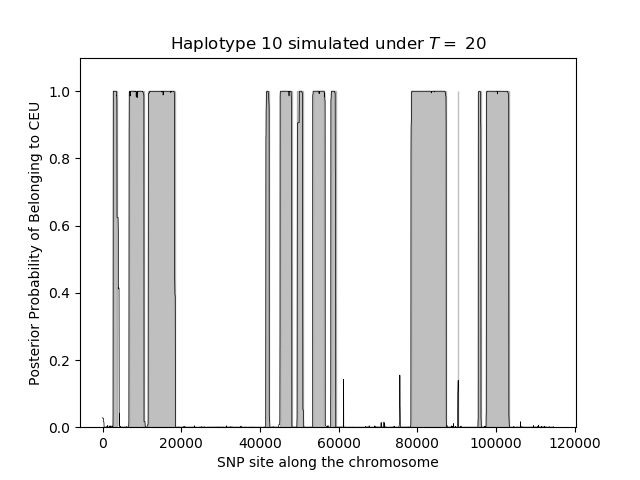 Haplotype 10 simulated under T = 20
Posterior Probability of Belonging to CEU
1.0
0.8
0.6
0.4
0.2
0.0
0 20000 40000 60000 80000 100000 120000
SNP site along the chromosome